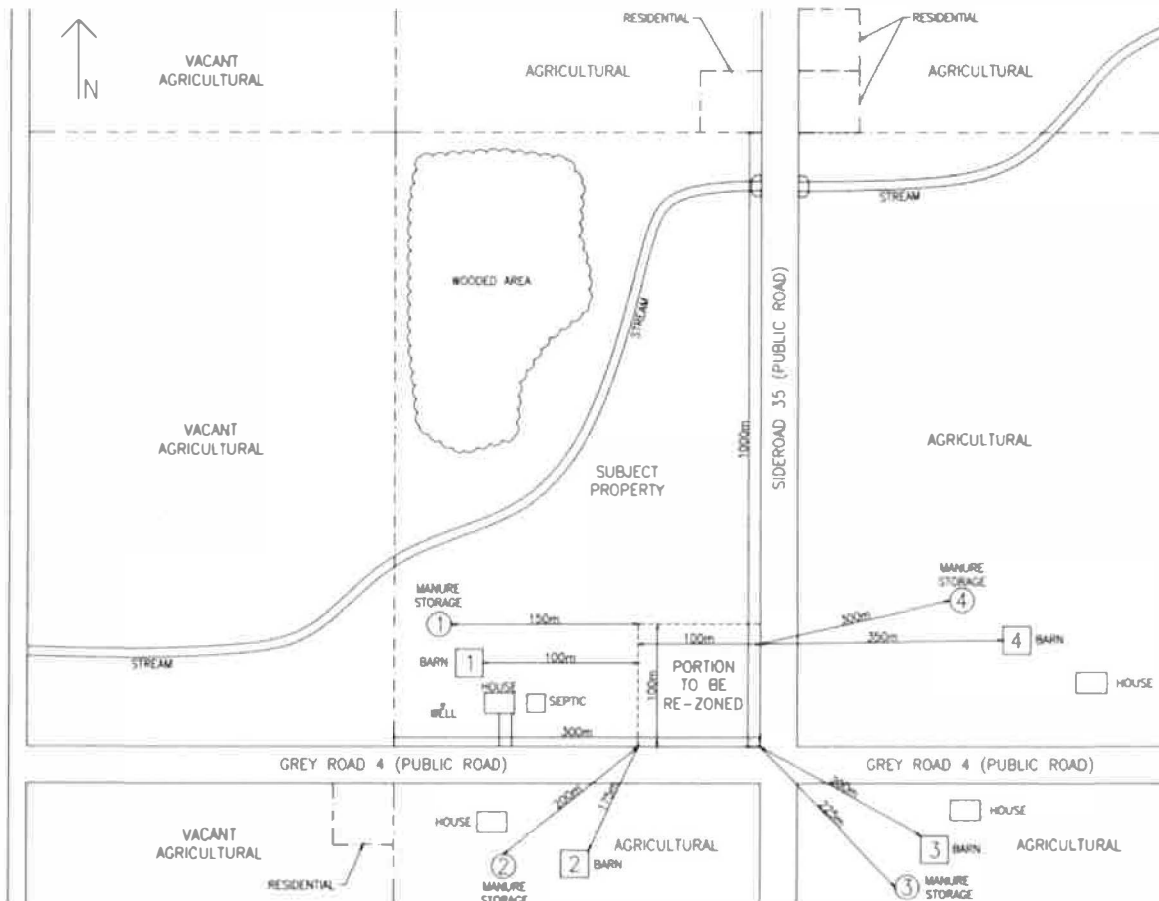 RESIDENTIAL
RESIDENTIAL
N
VACANT
AGRICULTURAL
AGRICULTURAL
AGRICULTURAL
STREAM
WOODED AREA
STREAM
SIDEROAD 35 (PUBLIC ROAD)
1000m
VACANT
AGRICULTURAL
AGRICULTURAL
SUBJECT
PROPERTY
MANURE
STORAGE
1
150m
MANURE
STORAGE
4
300m
100m
350m
4 BARN
BARN 1
100m
PORTION
TO BE
RE-ZONED
100m
STREAM
HOUSE
SEPTIC
WELL
HOUSE
300m
GREY ROAD 4 (PUBLIC ROAD)
GREY ROAD 4 (PUBLIC ROAD)
200m
175m
200m
225m
HOUSE
HOUSE
VACANT
AGRICULTURAL
AGRICULTURAL
AGRICULTURAL
2
2 BARN
3 BARN
RESIDENTIAL
MANURE
STORAGE
3
MANURE
STORAGE